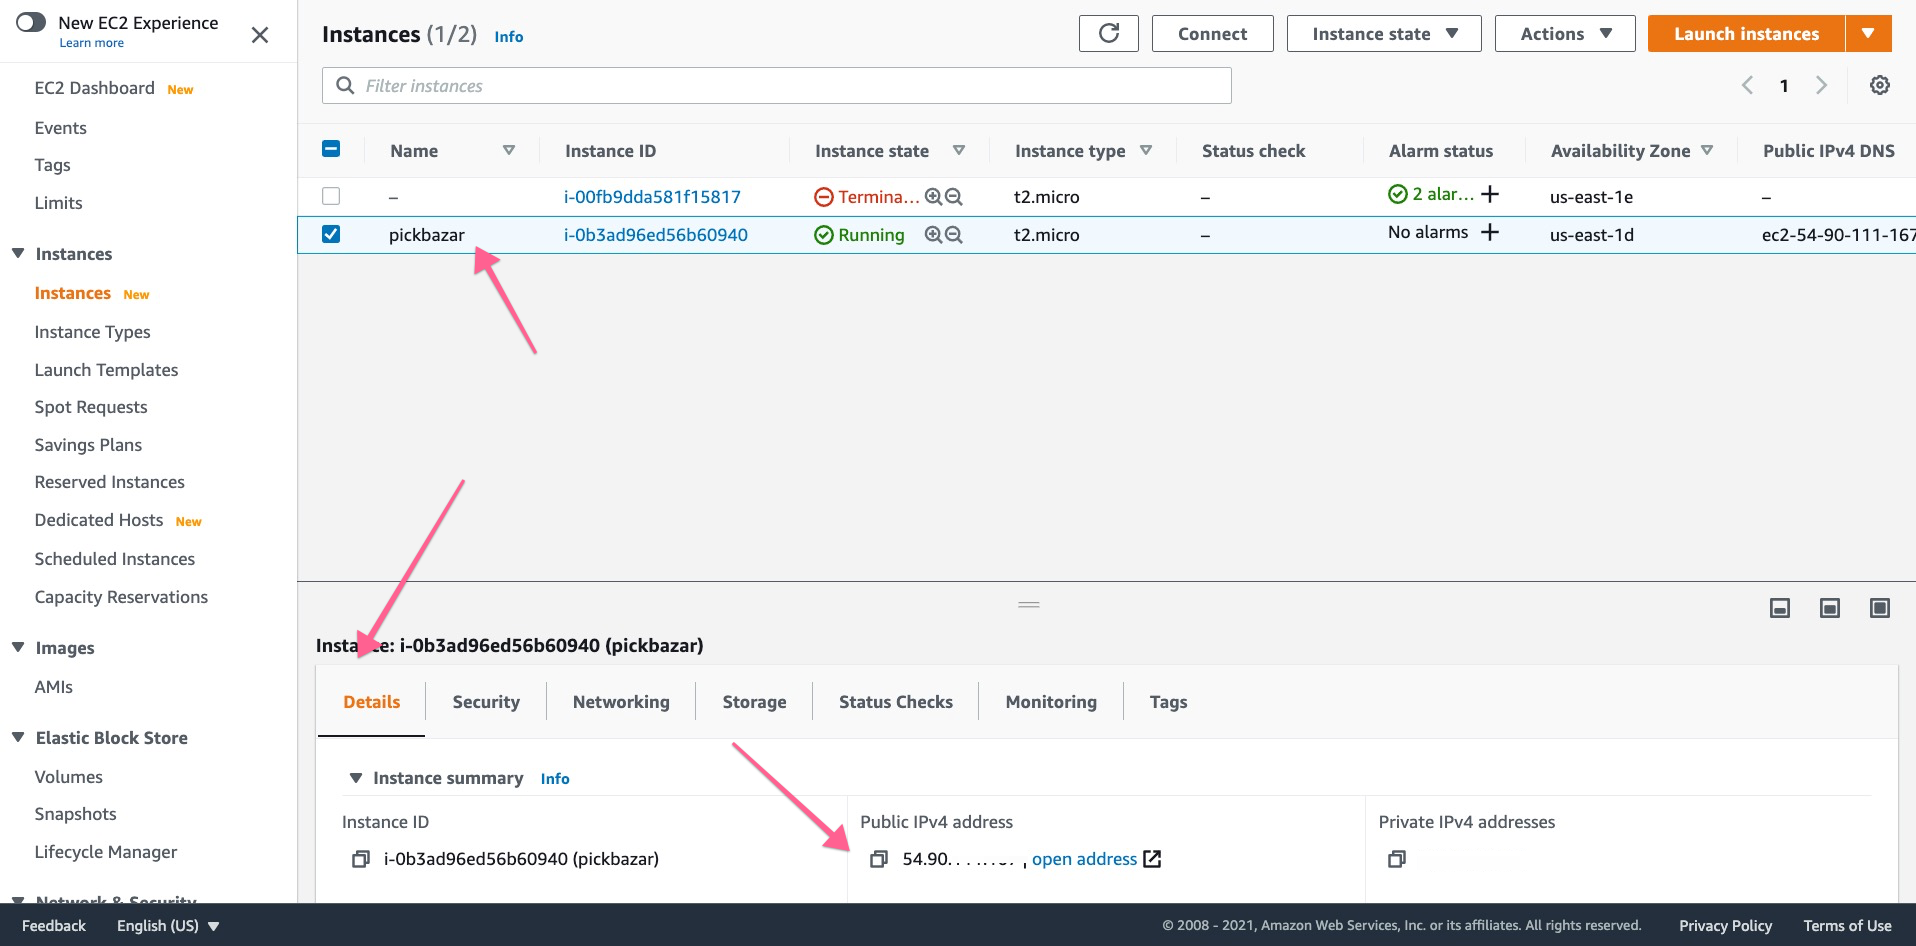 New EC2 Experience
Learn more
EC2 Dashboard New
Events
Tags
Limits
Instances
Instances New
Instance Types
Launch Templates
Spot Requests
Savings Plans
Reserved Instances
Dedicated Hosts New
Scheduled Instances
Capacity Reservations
Images
AMIs
Elastic Block Store
Volumes
Snapshots
Lifecycle Manager
Network & Security
Instances (1/2) Info
Connect
Instance state
Actions
Launch instances
Filter instances
1
Name Instance ID Instance state Instance type Status check Alarm status Availability Zone Public IPv4 DNS
– i-00fb9dda581f15817 Termina... t2.micro – 2 alar... + us-east-1e –
pickbazar i-0b3ad96ed56b60940 Running t2.micro – No alarms + us-east-1d ec2-54-90-111-167
Instance: i-0b3ad96ed56b60940 (pickbazar)
Details Security Networking Storage Status Checks Monitoring Tags
Instance summary Info
Instance ID
i-0b3ad96ed56b60940 (pickbazar)
Public IPv4 address
54.90. open address
Private IPv4 addresses
Feedback English (US) © 2008 - 2021, Amazon Web Services, Inc. or its affiliates. All rights reserved. Privacy Policy Terms of Use